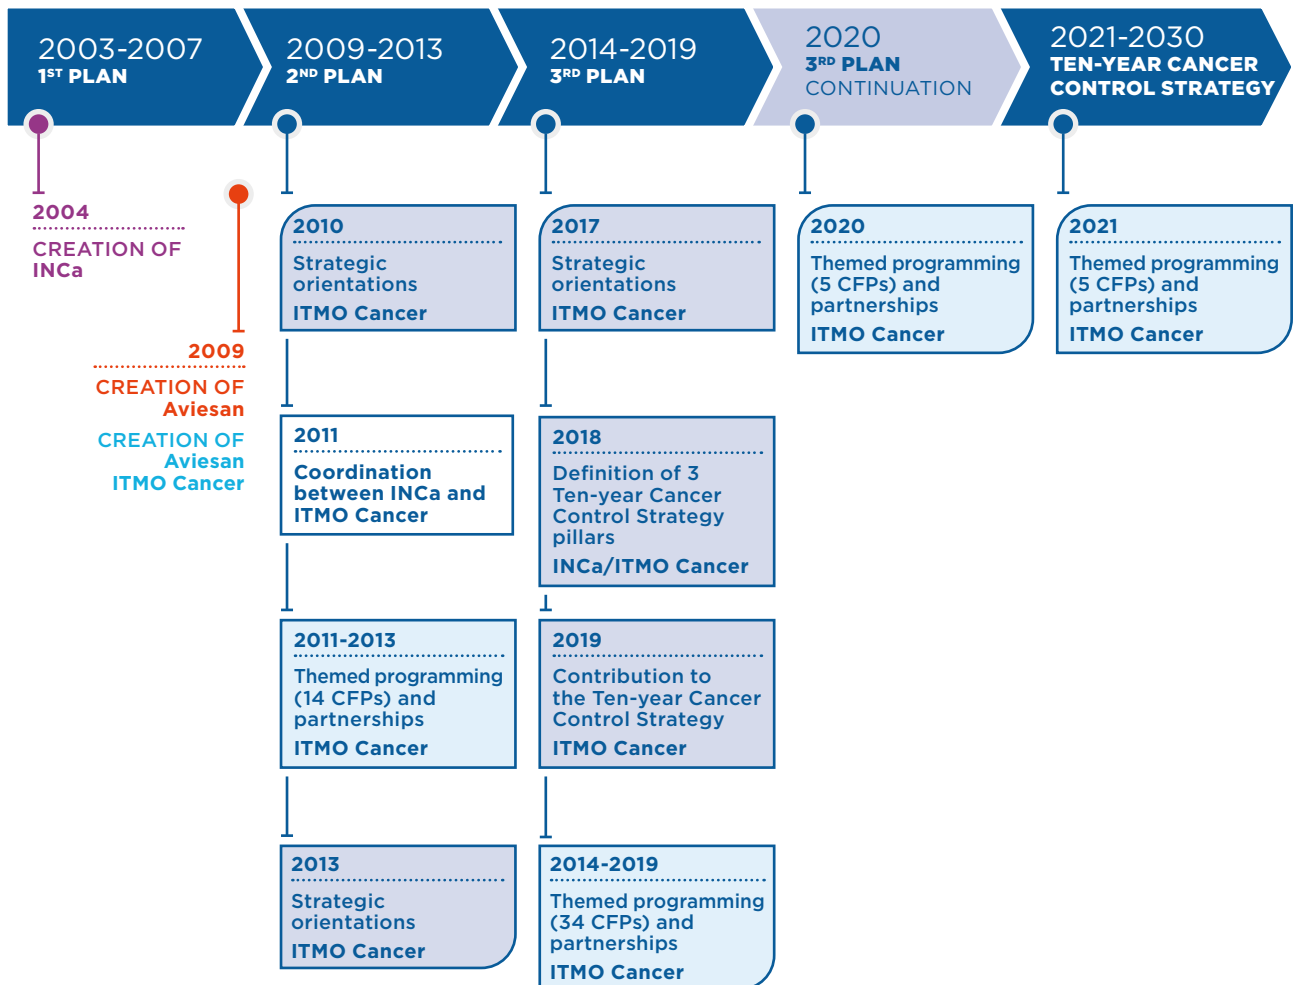 2003-2007
1ST PLAN
2009-2013
2ND PLAN
2014-2019
3RD PLAN
2020
3RD PLAN
CONTINUATION
2021-2030
TEN-YEAR CANCER
CONTROL STRATEGY
2004
CREATION OF
INCa
2009
CREATION OF
Aviesan
CREATION OF
Aviesan
ITMO Cancer
2010
Strategic
orientations
ITMO Cancer
2011
Coordination
between INCa and
ITMO Cancer
2011-2013
Themed programming
(14 CFPs) and
partnerships
ITMO Cancer
2013
Strategic
orientations
ITMO Cancer
2017
Strategic
orientations
ITMO Cancer
2018
Definition of 3
Ten-year Cancer
Control Strategy
pillars
INCa/ITMO Cancer
2019
Contribution to
the Ten-year Cancer
Control Strategy
ITMO Cancer
2014-2019
Themed programming
(34 CFPs) and
partnerships
ITMO Cancer
2020
Themed programming
(5 CFPs) and
partnerships
ITMO Cancer
2021
Themed programming
(5 CFPs) and
partnerships
ITMO Cancer